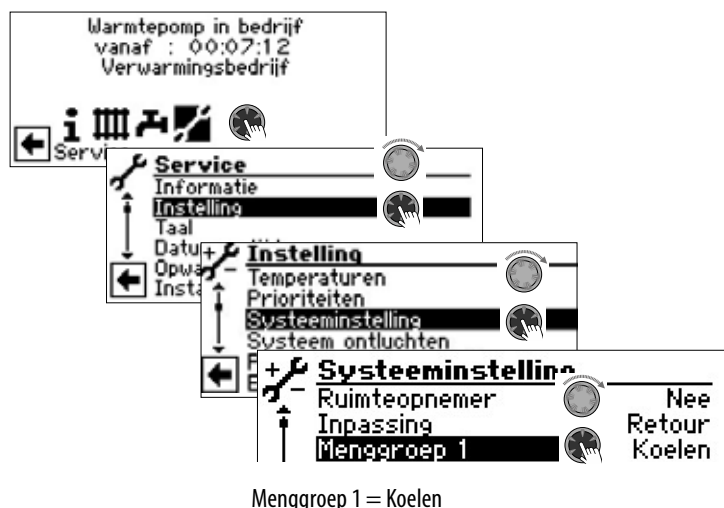 Warmtepomp in bedrijf
vanaf : 00:07:12
Verwarmingsbedrijf
Service
Informatie
Instelling
Taal
Instelling
Temperaturen
Prioriteiten
Systeeminstelling
Systeem ontluchten
Systeeminstelling
Ruimteopnemer Nee
Inpassing Retour
Menggroep 1 Koelen
Menggroep 1 = Koelen